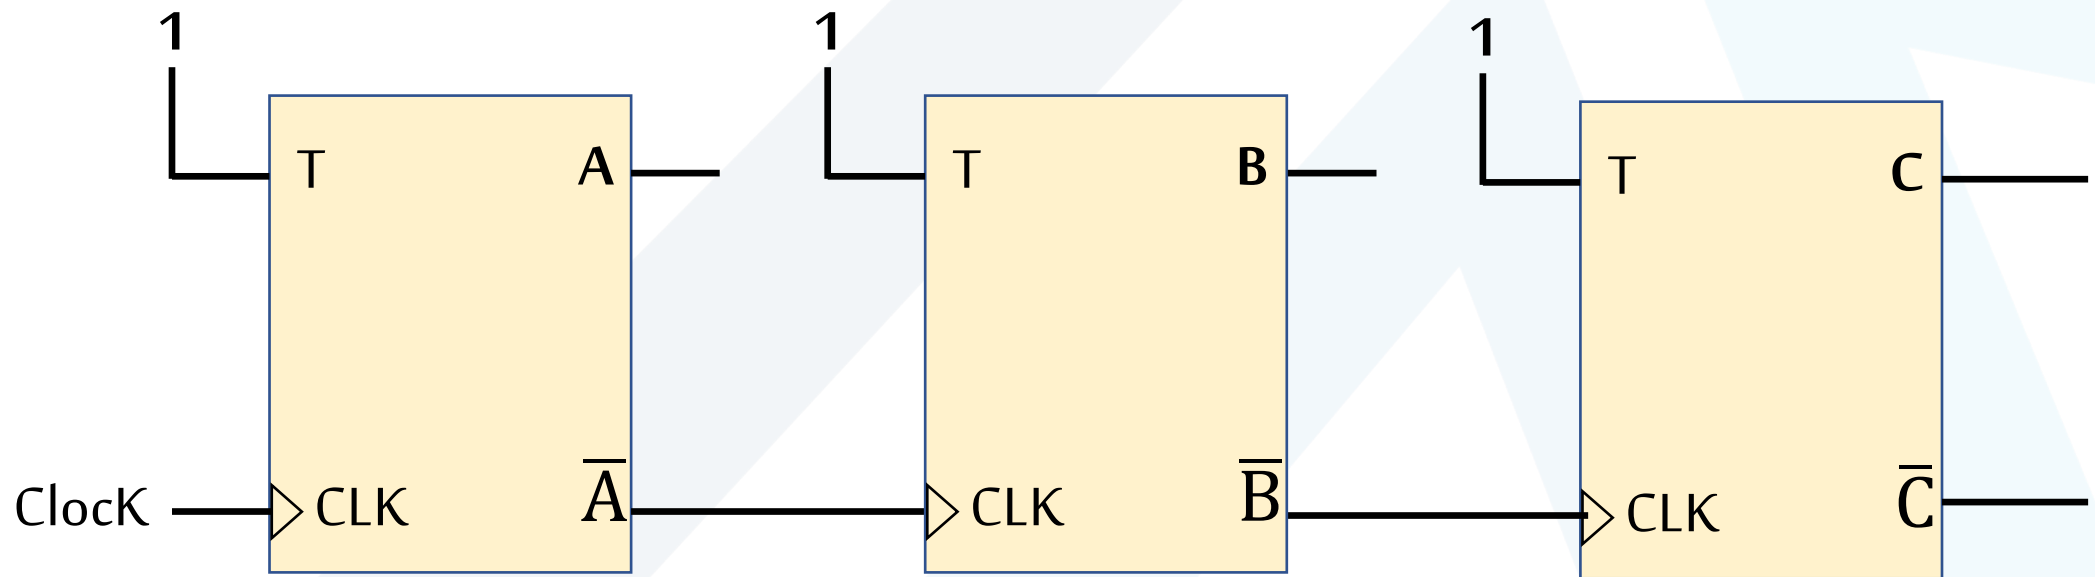 1 1 1
T A T B T C
ClocK CLK A̅ CLK B̅ CLK C̅